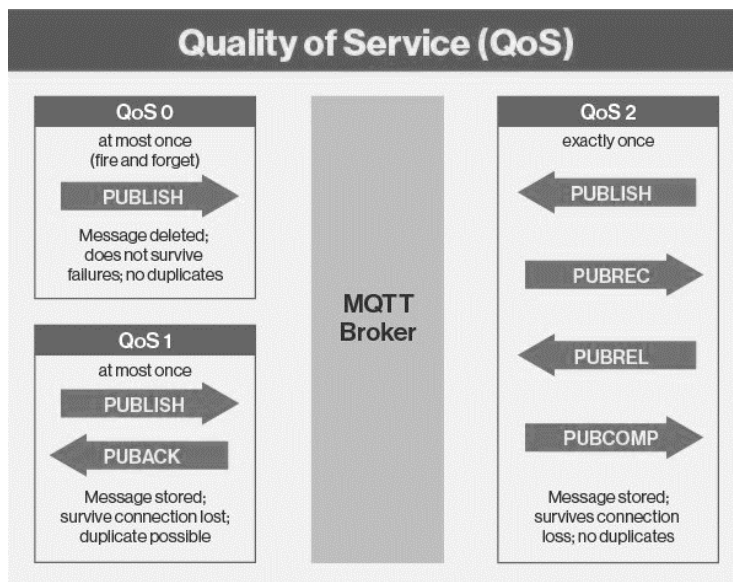 Quality of Service (QoS)
QoS 0
at most once
(fire and forget)
PUBLISH
Message deleted;
does not survive
failures; no duplicates
QoS 1
at most once
PUBLISH
PUBACK
Message stored;
survive connection lost;
duplicate possible
MQTT
Broker
QoS 2
exactly once
PUBLISH
PUBREC
PUBREL
PUBCOMP
Message stored;
survives connection
loss; no duplicates